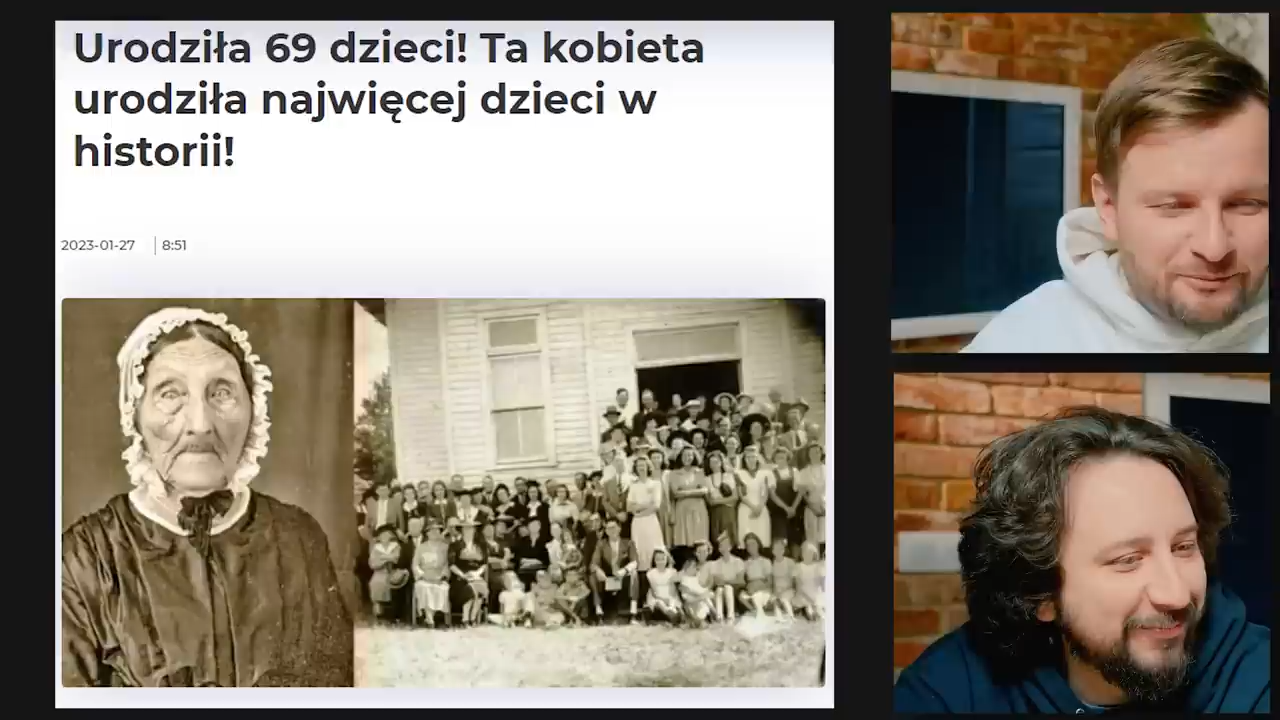 Urodziła 69 dzieci! Ta kobieta
urodziła najwięcej dzieci w
historii!
2023-01-27 | 8:51